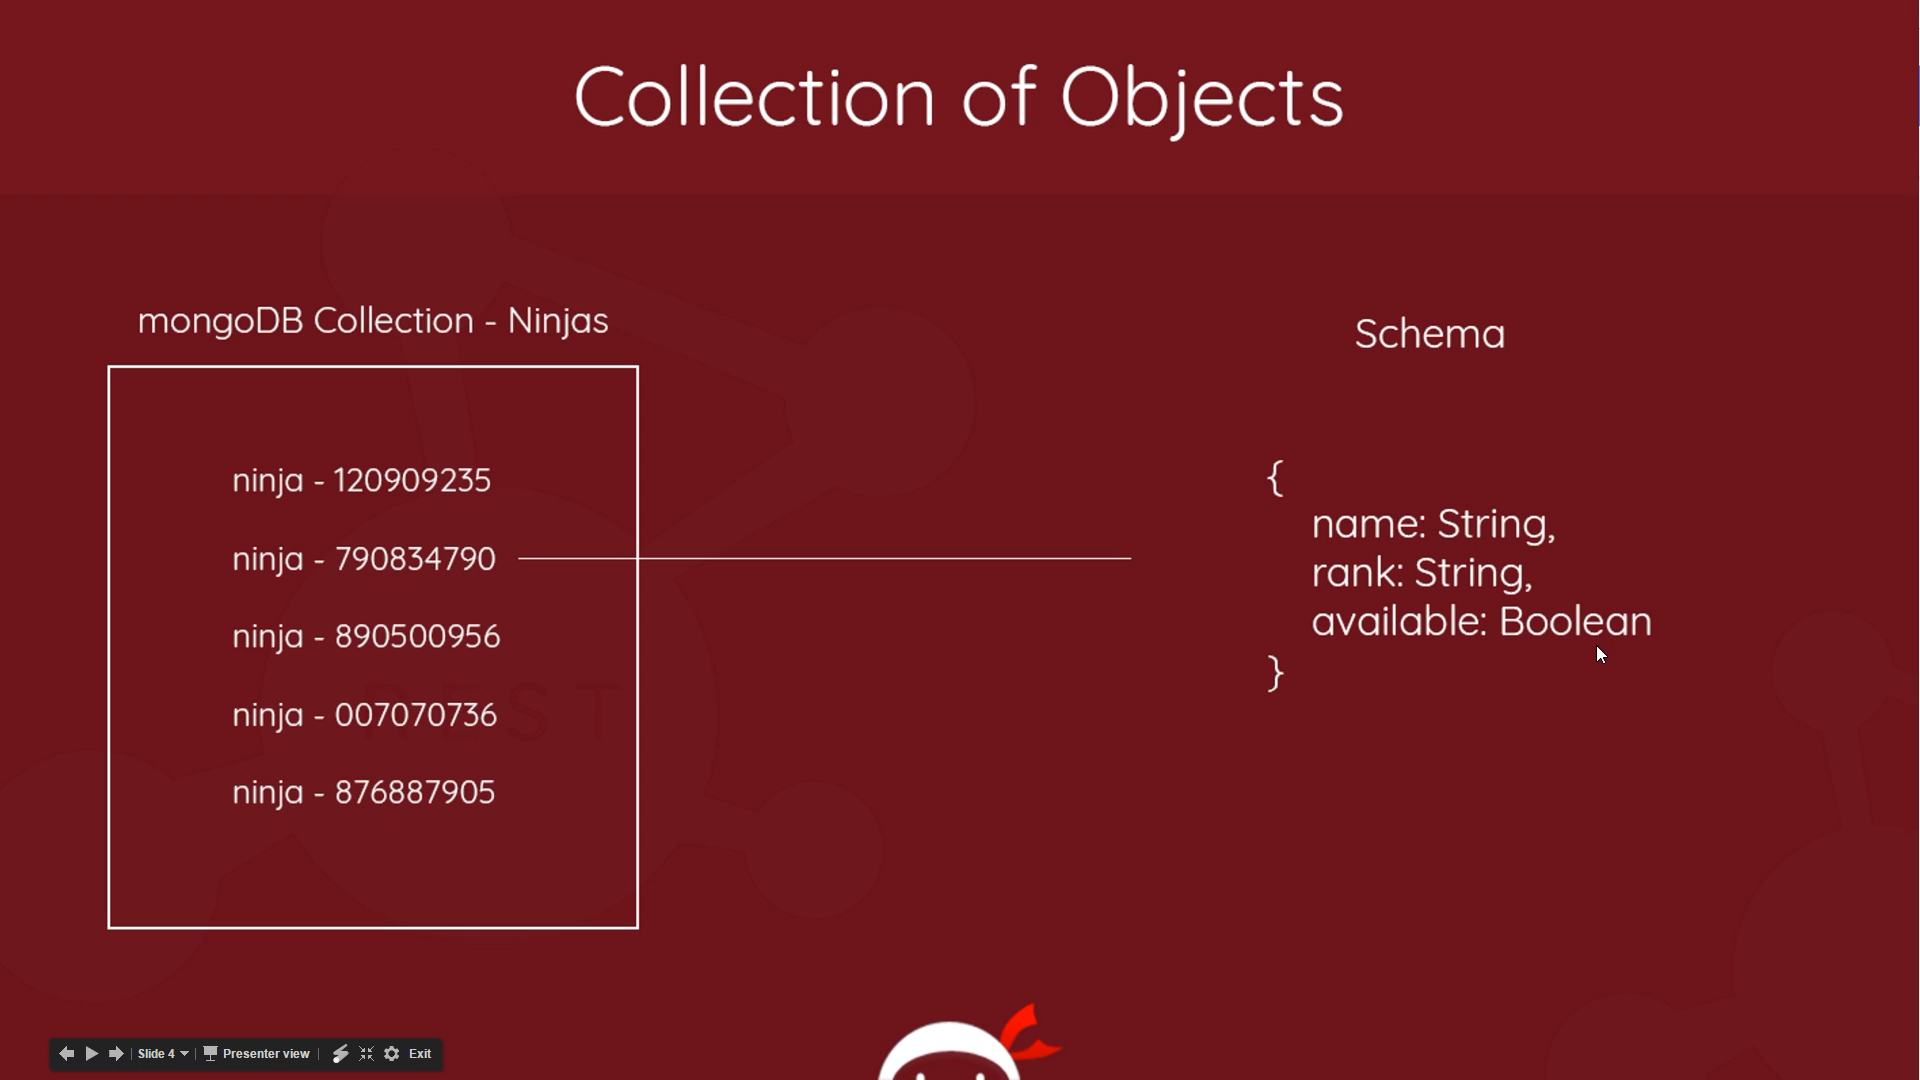 Collection of Objects
mongoDB Collection - Ninjas
ninja - 120909235
ninja - 790834790
ninja - 890500956
ninja - 007070736
ninja - 876887905
Schema
{
name: String,
rank: String,
available: Boolean
}
REST
Slide 4
Presenter view
Exit